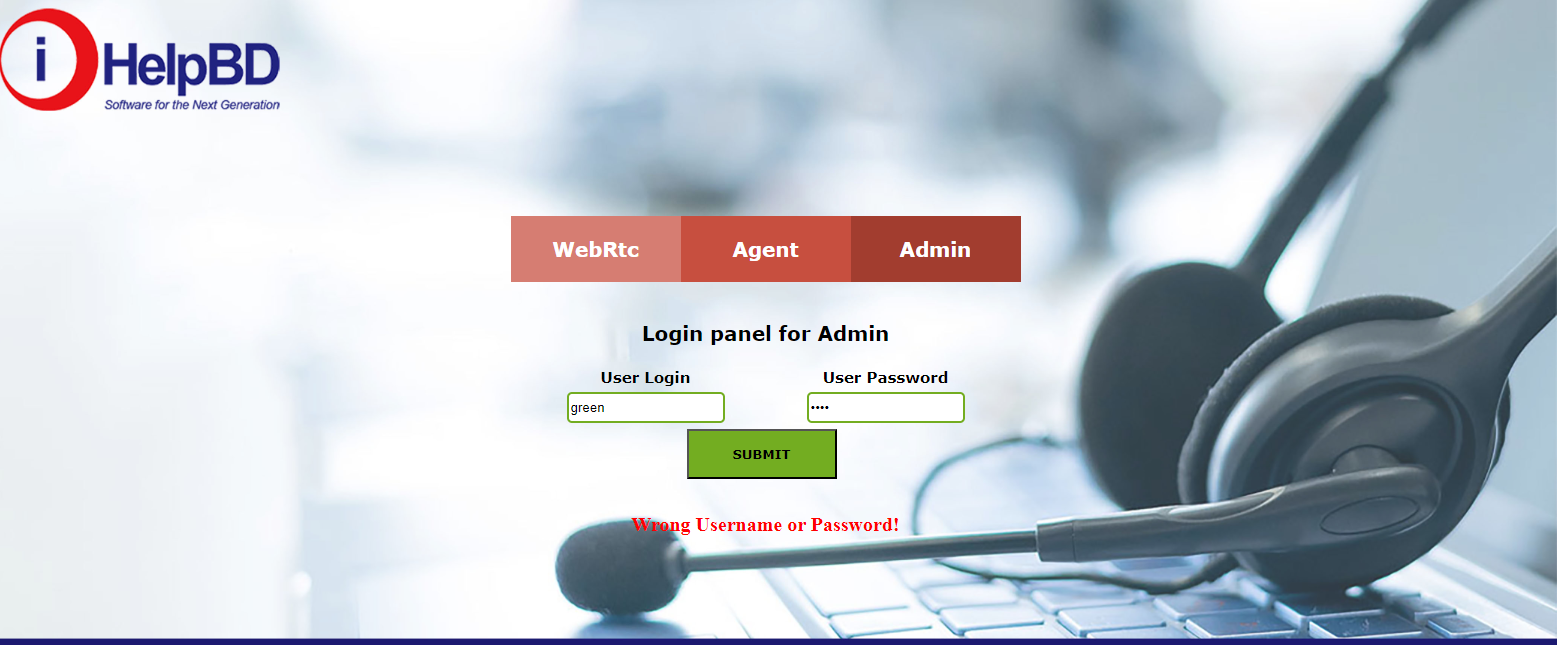 i HelpBD
Software for the Next Generation
WebRtc Agent Admin
Login panel for Admin
User Login User Password
green ••••
SUBMIT
Wrong Username or Password!